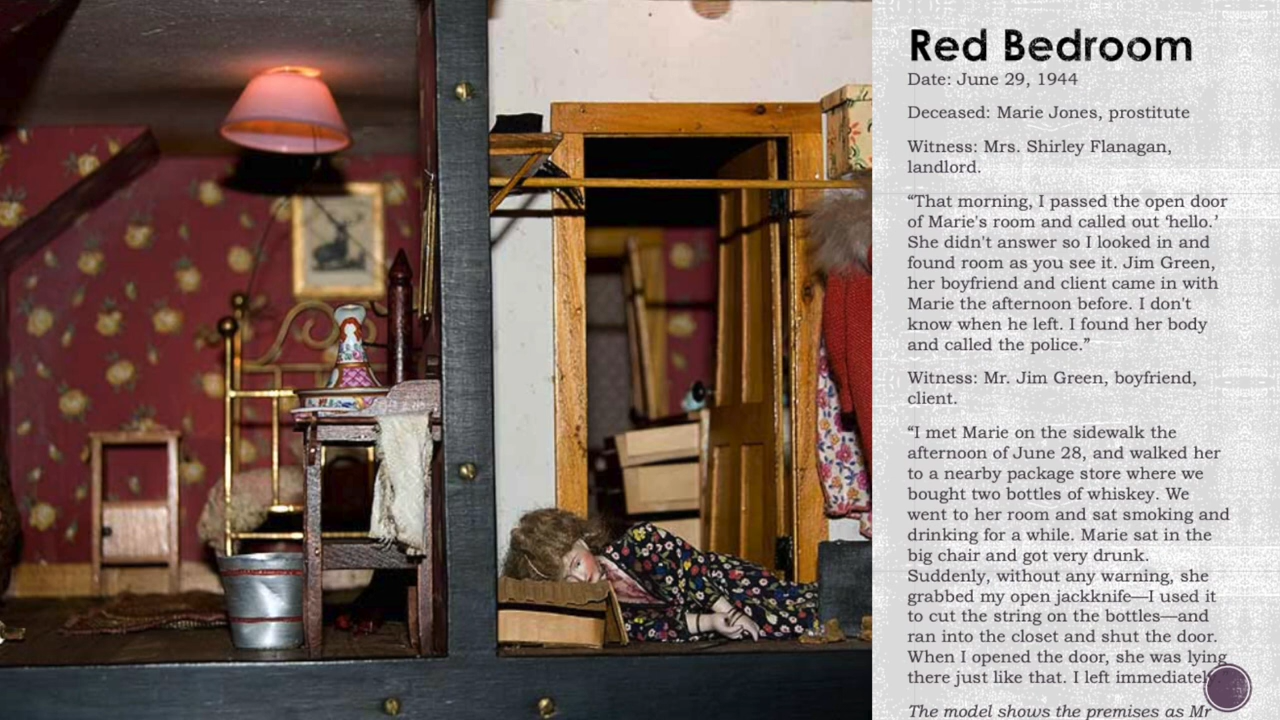 Red Bedroom
Date: June 29, 1944
Deceased: Marie Jones, prostitute
Witness: Mrs. Shirley Flanagan,
landlord.
“That morning, I passed the open door
of Marie's room and called out ‘hello.’
She didn't answer so I looked in and
found room as you see it. Jim Green,
her boyfriend and client came in with
Marie the afternoon before. I don't
know when he left. I found her body
and called the police.”
Witness: Mr. Jim Green, boyfriend,
client.
“I met Marie on the sidewalk the
afternoon of June 28, and walked her
to a nearby package store where we
bought two bottles of whiskey. We
went to her room and sat smoking and
drinking for a while. Marie sat in the
big chair and got very drunk.
Suddenly, without any warning, she
grabbed my open jackknife—I used it
to cut the string on the bottles—and
ran into the closet and shut the door.
When I opened the door, she was lying
there just like that. I left immediately
The model shows the premises as Mr